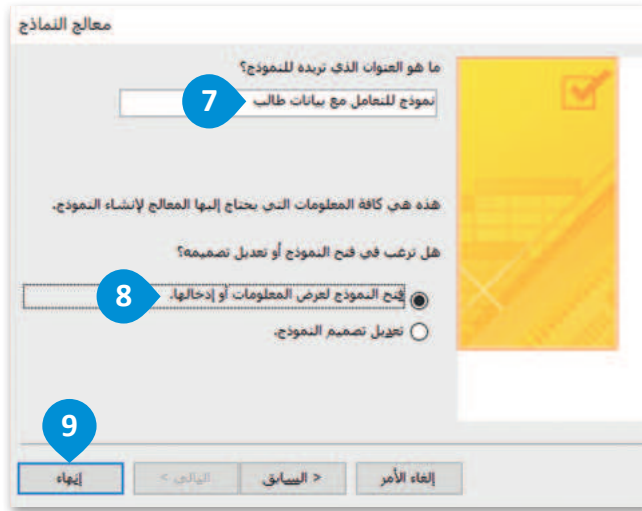 معالج النماذج
ما هو العنوان الذي تريده للنموذج؟
7
نموذج للتعامل مع بيانات طالب
هذه هي كافة المعلومات التي يحتاج إليها المعالج لإنشاء النموذج.
هل ترغب في فتح النموذج أو تعديل تصميمه؟
8
فتح النموذج لعرض المعلومات أو إدخالها.
تعديل تصميم النموذج.
9
إلغاء الأمر
< السابق
التالي >
إنهاء